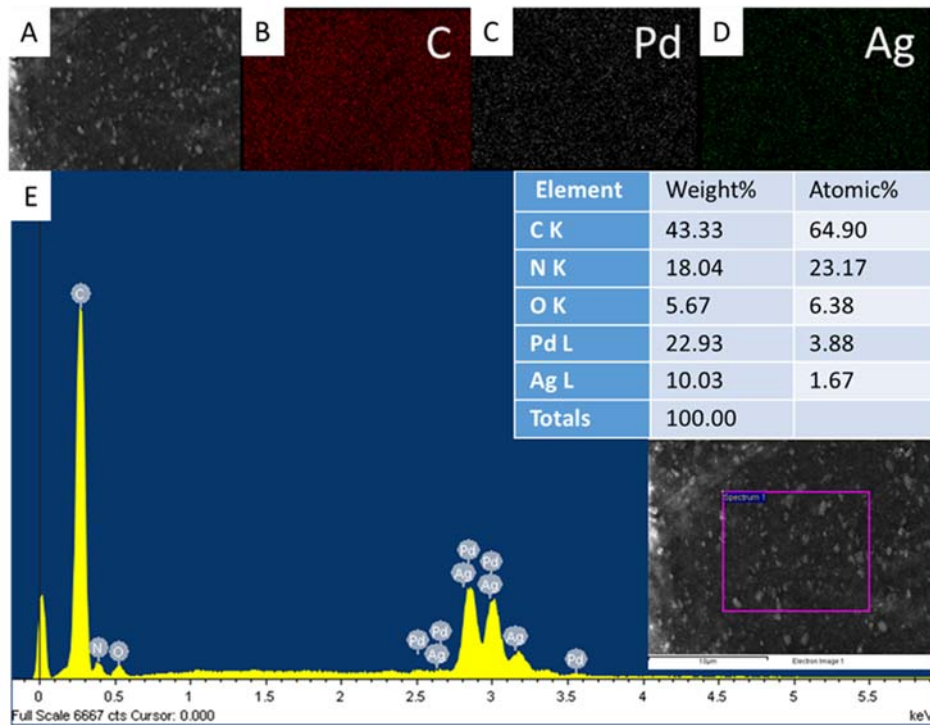 A
B
C
C
Pd
D
Ag
E
Element Weight% Atomic%
C K 43.33 64.90
N K 18.04 23.17
O K 5.67 6.38
Pd L 22.93 3.88
Ag L 10.03 1.67
Totals 100.00
C
Pd Pd
Ag Ag
Spectrum 1
Pd Ag
N O Pd Ag Pd
10µm Electron Image 1
0 0.5 1 1.5 2 2.5 3 3.5 4 4.5 5 5.5
Full Scale 6667 cts Cursor: 0.000 keV